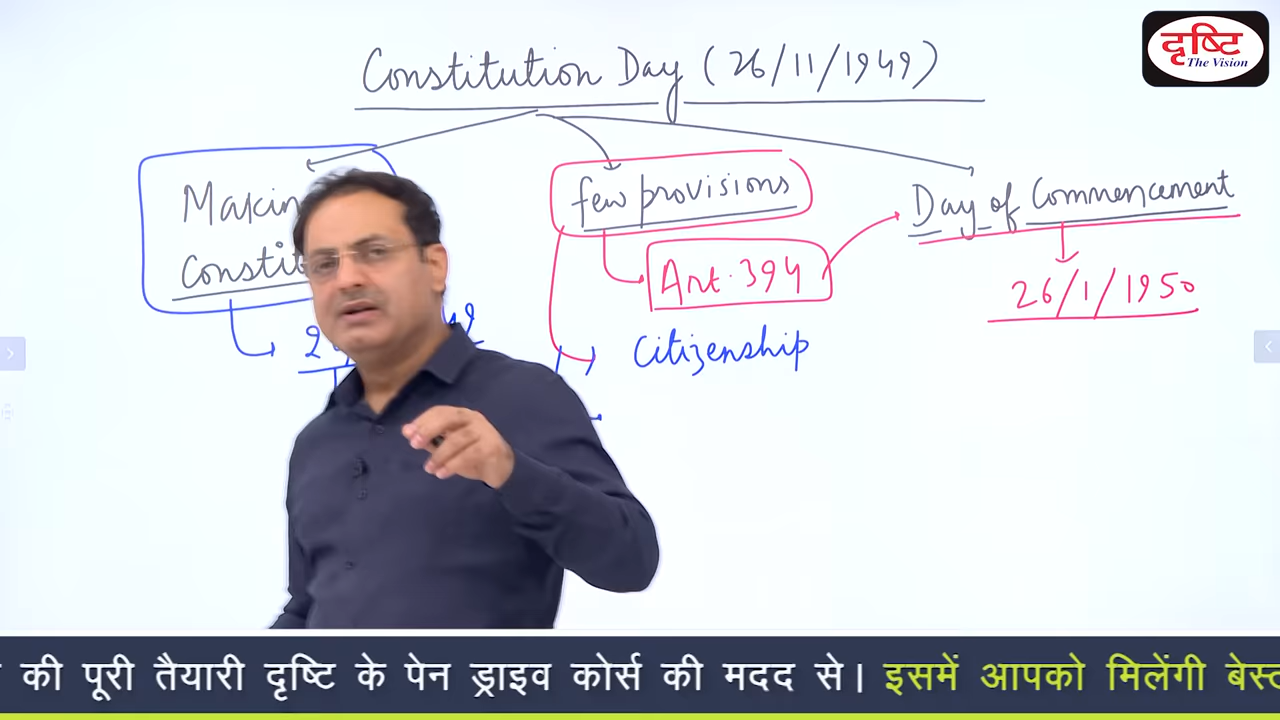 दृष्टि
The Vision
Constitution Day (26/11/1949)
few provisions
Day of Commencement
Art. 394
26/1/1950
Citizenship
की पूरी तैयारी दृष्टि के पेन ड्राइव कोर्स की मदद से। इसमें आपको मिलेंगी